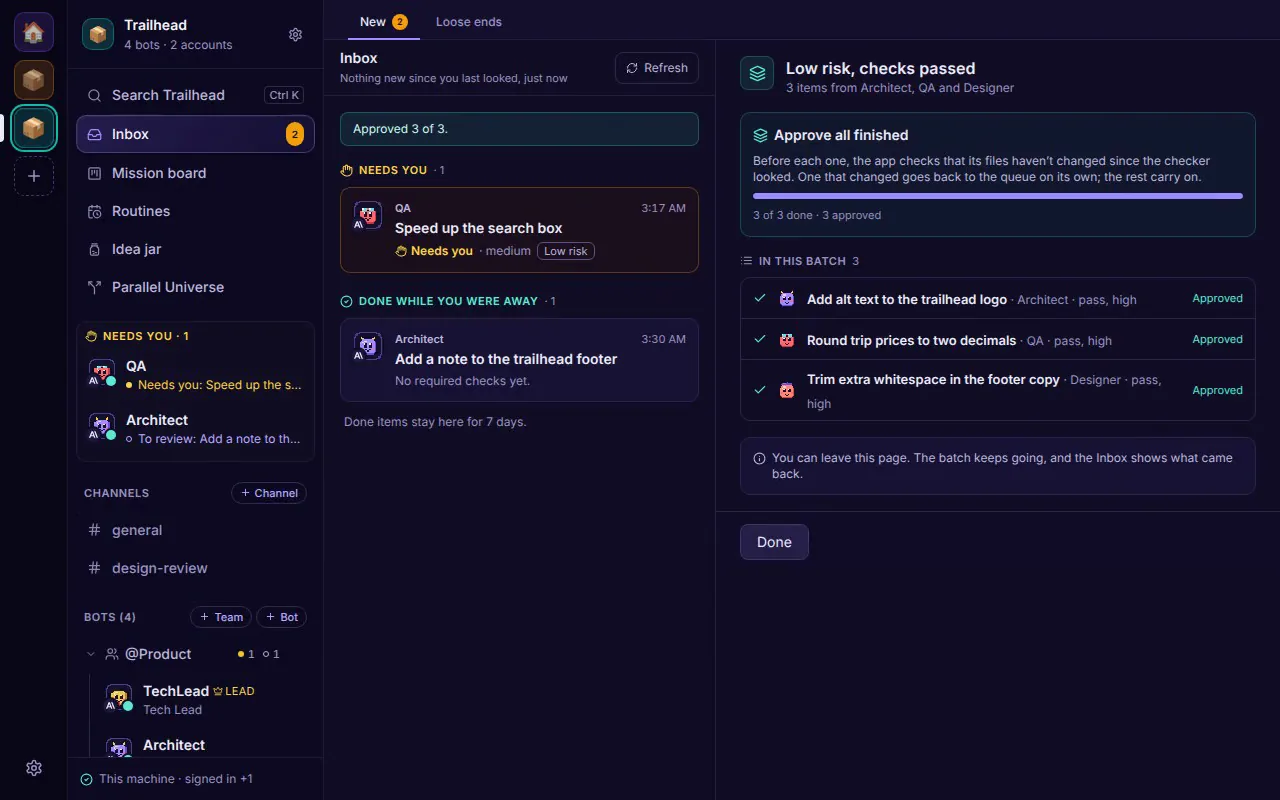 Trailhead
4 bots · 2 accounts
Search Trailhead
Ctrl K
Inbox
2
Mission board
Routines
Idea jar
Parallel Universe
NEEDS YOU · 1
QA
Needs you: Speed up the s...
Architect
To review: Add a note to th...
CHANNELS
+ Channel
# general
# design-review
BOTS (4)
+ Team
+ Bot
@Product
1
1
TechLead
LEAD
Tech Lead
Architect
This machine · signed in +1
New 2
Loose ends
Inbox
Nothing new since you last looked, just now
Refresh
Approved 3 of 3.
NEEDS YOU · 1
QA
3:17 AM
Speed up the search box
Needs you · medium
Low risk
DONE WHILE YOU WERE AWAY · 1
Architect
3:30 AM
Add a note to the trailhead footer
No required checks yet.
Done items stay here for 7 days.
Low risk, checks passed
3 items from Architect, QA and Designer
Approve all finished
Before each one, the app checks that its files haven't changed since the checker
looked. One that changed goes back to the queue on its own; the rest carry on.
3 of 3 done · 3 approved
IN THIS BATCH 3
Add alt text to the trailhead logo · Architect · pass, high
Approved
Round trip prices to two decimals · QA · pass, high
Approved
Trim extra whitespace in the footer copy · Designer · pass,
high
Approved
You can leave this page. The batch keeps going, and the Inbox shows what came
back.
Done